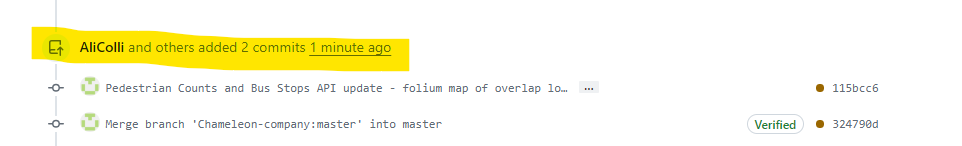 AliColli and others added 2 commits 1 minute ago
Pedestrian Counts and Bus Stops API update - folium map of overlap lo… ... 115bcc6
Merge branch 'Chameleon-company:master' into master Verified 324790d